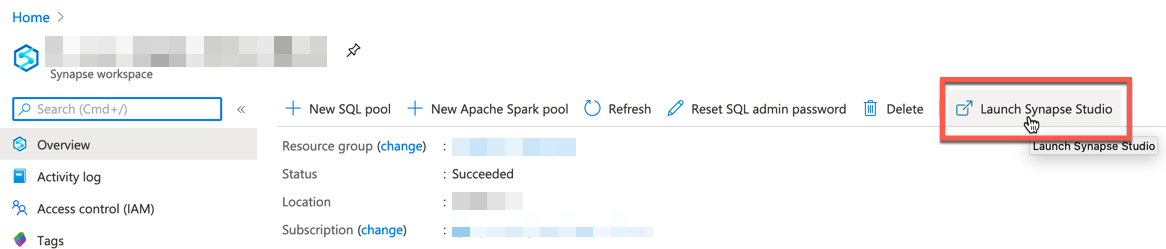 Home
Synapse workspace
Search (Cmd+/)
New SQL pool New Apache Spark pool Refresh Reset SQL admin password Delete Launch Synapse Studio
Overview
Resource group (change) :
Launch Synapse Studio
Activity log
Status : Succeeded
Access control (IAM)
Location :
Tags
Subscription (change) :